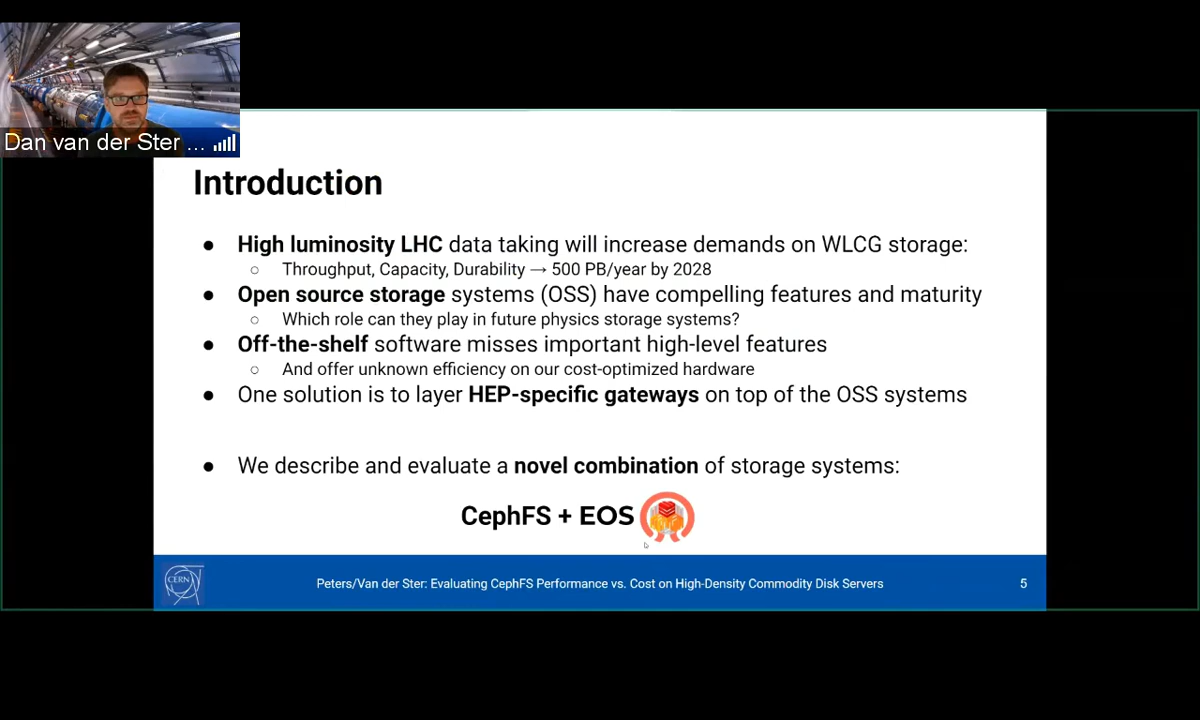 Dan van der Ster ...
Introduction
● High luminosity LHC data taking will increase demands on WLCG storage:
○ Throughput, Capacity, Durability → 500 PB/year by 2028
● Open source storage systems (OSS) have compelling features and maturity
○ Which role can they play in future physics storage systems?
● Off-the-shelf software misses important high-level features
○ And offer unknown efficiency on our cost-optimized hardware
● One solution is to layer HEP-specific gateways on top of the OSS systems
● We describe and evaluate a novel combination of storage systems:
CephFS + EOS
CERN
Peters/Van der Ster: Evaluating CephFS Performance vs. Cost on High-Density Commodity Disk Servers
5